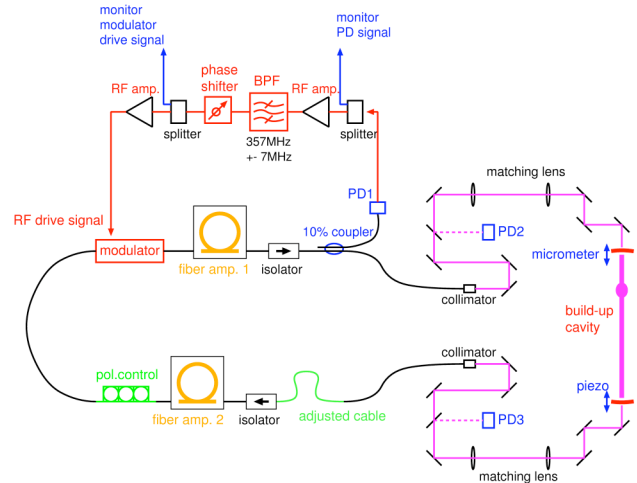 monitor
modulator
drive signal
monitor
PD signal
RF amp.
phase
shifter
BPF
RF amp.
splitter
splitter
357MHz
+- 7MHz
matching lens
PD1
RF drive signal
10% coupler
PD2
micrometer
modulator
fiber amp. 1
isolator
collimator
build-up
cavity
collimator
pol.control
piezo
fiber amp. 2
isolator
adjusted cable
PD3
matching lens